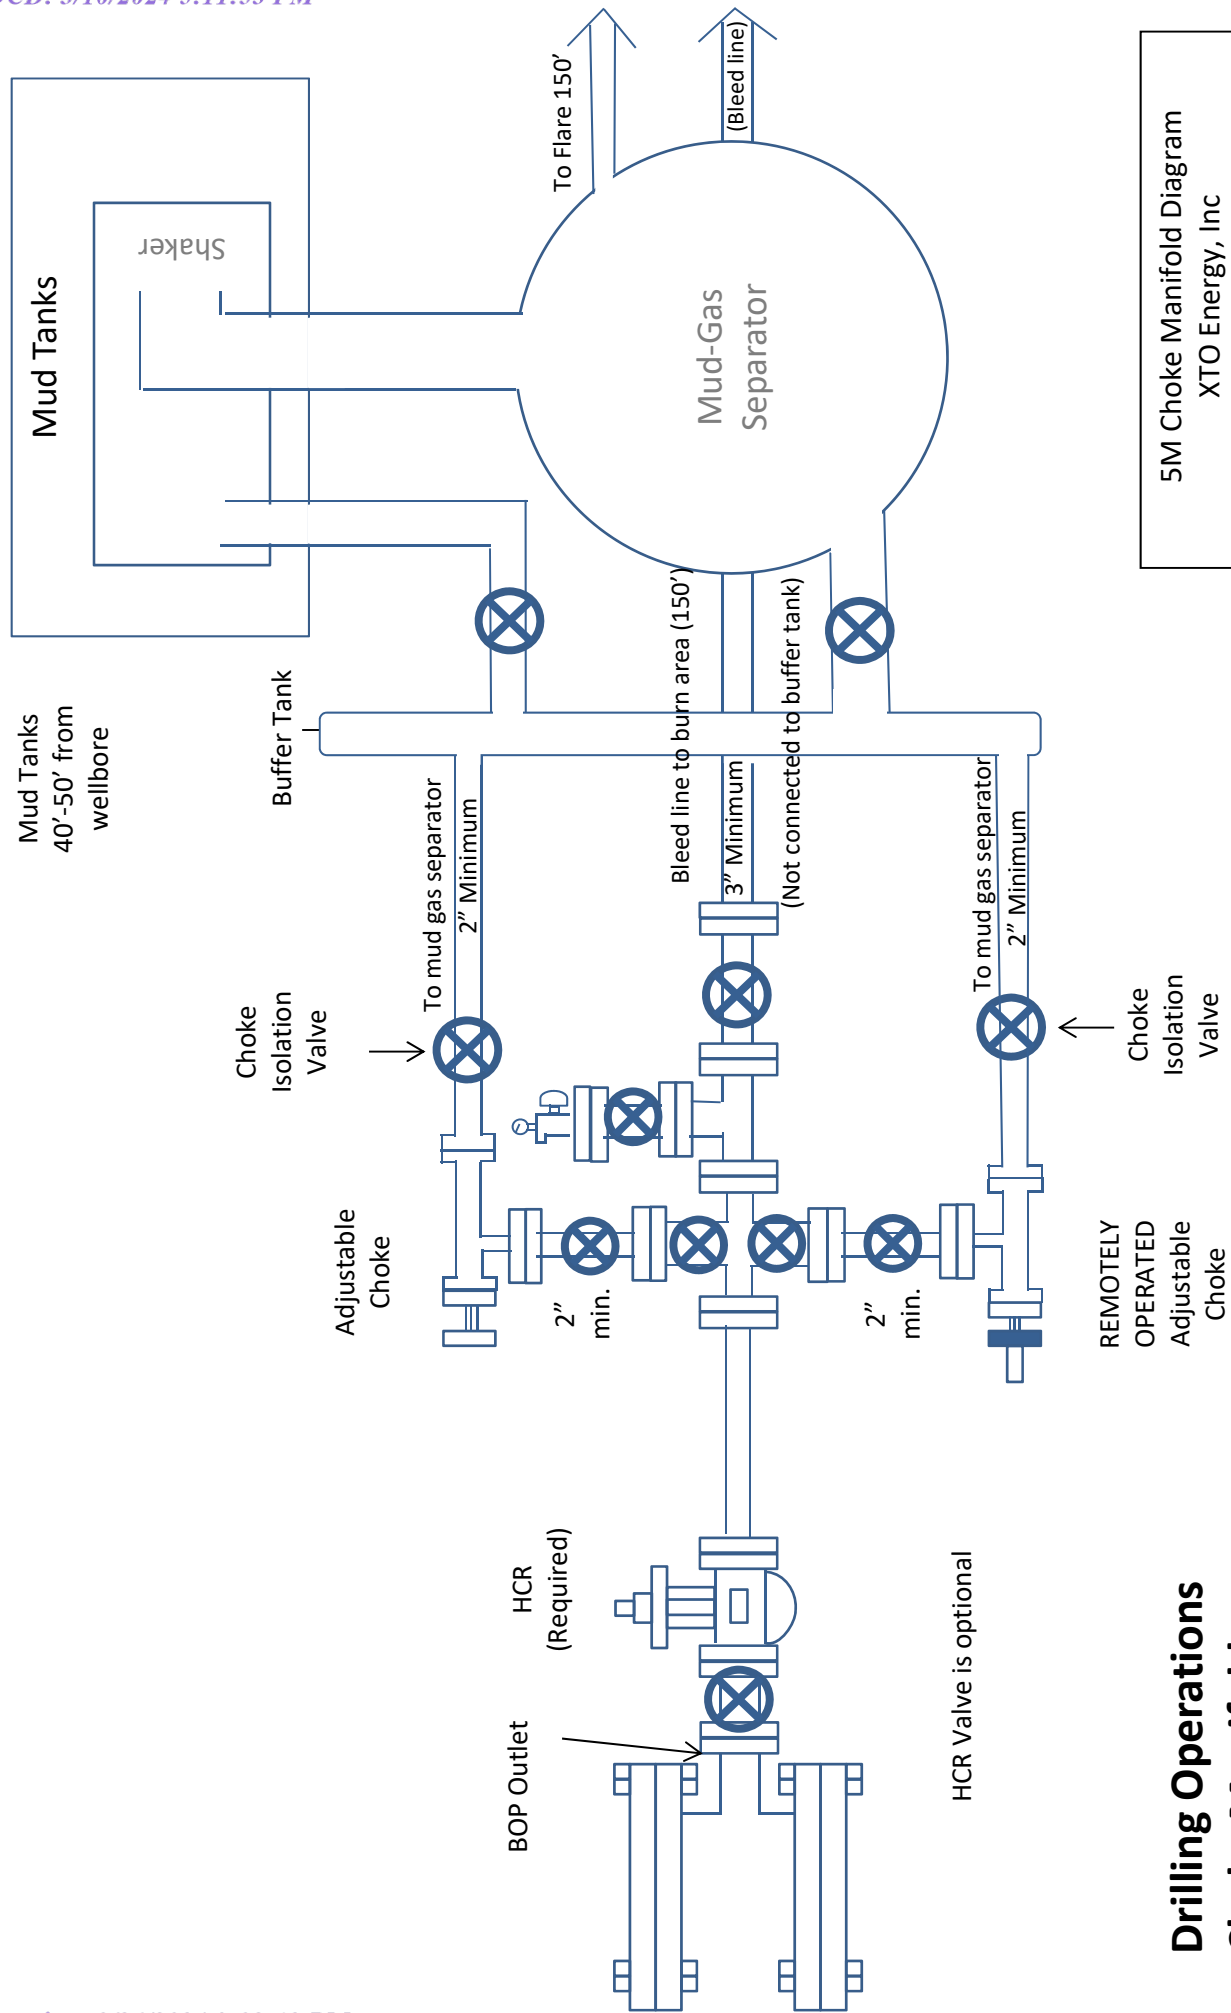 Mud Tanks
Shaker
Mud Tanks
40’-50’ from
wellbore
Buffer Tank
To Flare 150’
(Bleed line)
Mud-Gas
Separator
Bleed line to burn area (150’)
3” Minimum
(Not connected to buffer tank)
To mud gas separator
2” Minimum
To mud gas separator
2” Minimum
Choke
Isolation
Valve
Choke
Isolation
Valve
Adjustable
Choke
2”
min.
2”
min.
REMOTELY
OPERATED
Adjustable
Choke
HCR
(Required)
BOP Outlet
HCR Valve is optional
5M Choke Manifold Diagram
XTO Energy, Inc
Drilling Operations